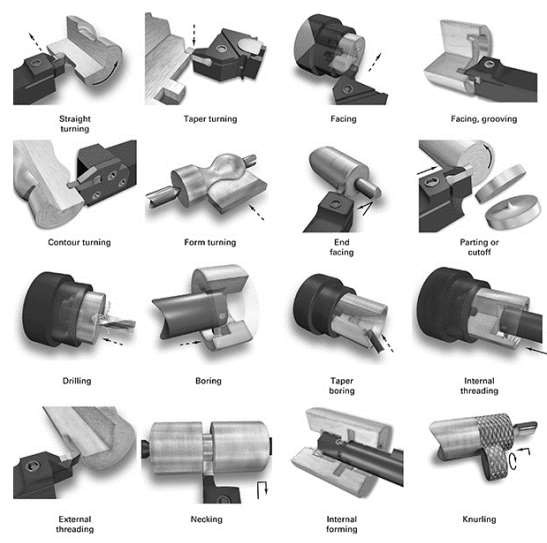 Straight
turning
Taper turning
Facing
Facing, grooving
Contour turning
Form turning
End
facing
Parting or
cutoff
Drilling
Boring
Taper
boring
Internal
threading
External
threading
Necking
Internal
forming
Knurling